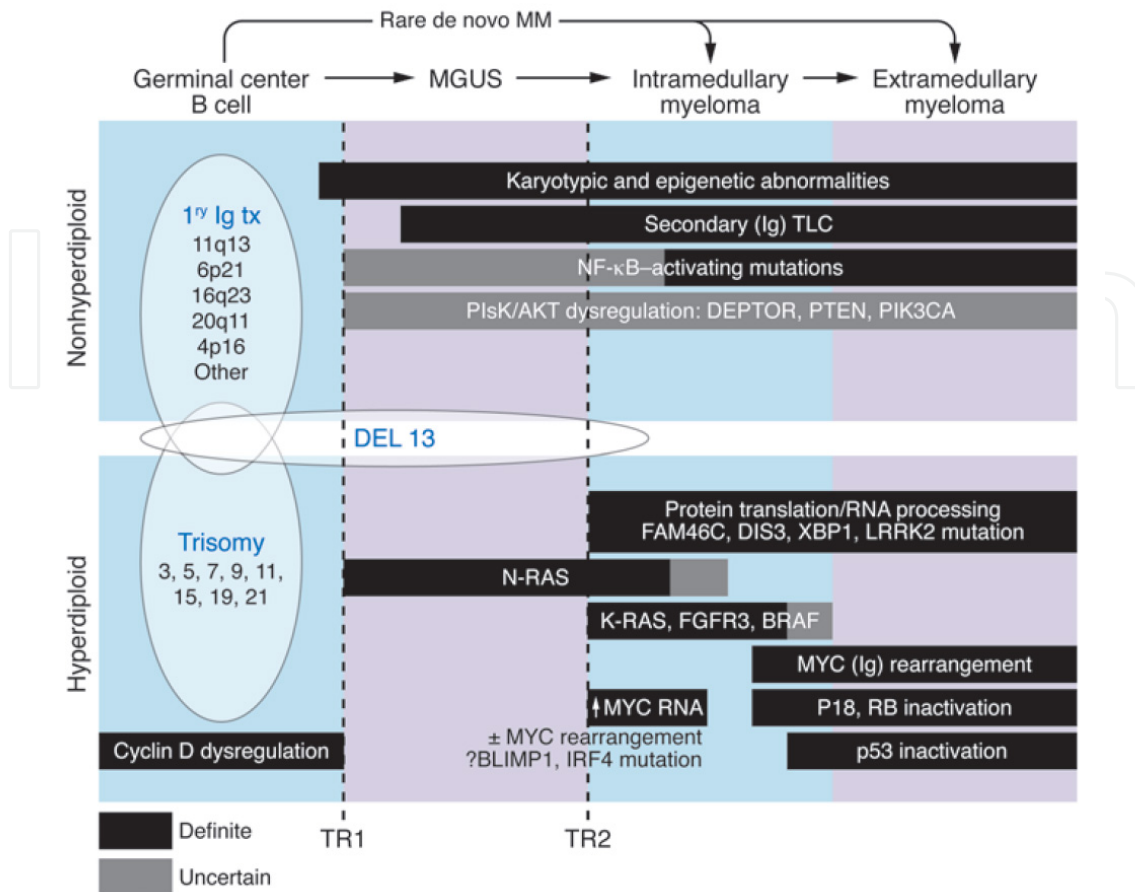 Rare de novo MM
Germinal center
B cell
MGUS
Intramedullary
myeloma
Extramedullary
myeloma
Nonhyperdiploid
1ry Ig tx
11q13
6p21
16q23
20q11
4p16
Other
Karyotypic and epigenetic abnormalities
Secondary (Ig) TLC
NF-κB–activating mutations
PIsK/AKT dysregulation: DEPTOR, PTEN, PIK3CA
DEL 13
Hyperdiploid
Trisomy
3, 5, 7, 9, 11,
15, 19, 21
Protein translation/RNA processing
FAM46C, DIS3, XBP1, LRRK2 mutation
N-RAS
K-RAS, FGFR3, BRAF
MYC (Ig) rearrangement
↑MYC RNA
P18, RB inactivation
± MYC rearrangement
?BLIMP1, IRF4 mutation
Cyclin D dysregulation
p53 inactivation
Definite
Uncertain
TR1
TR2